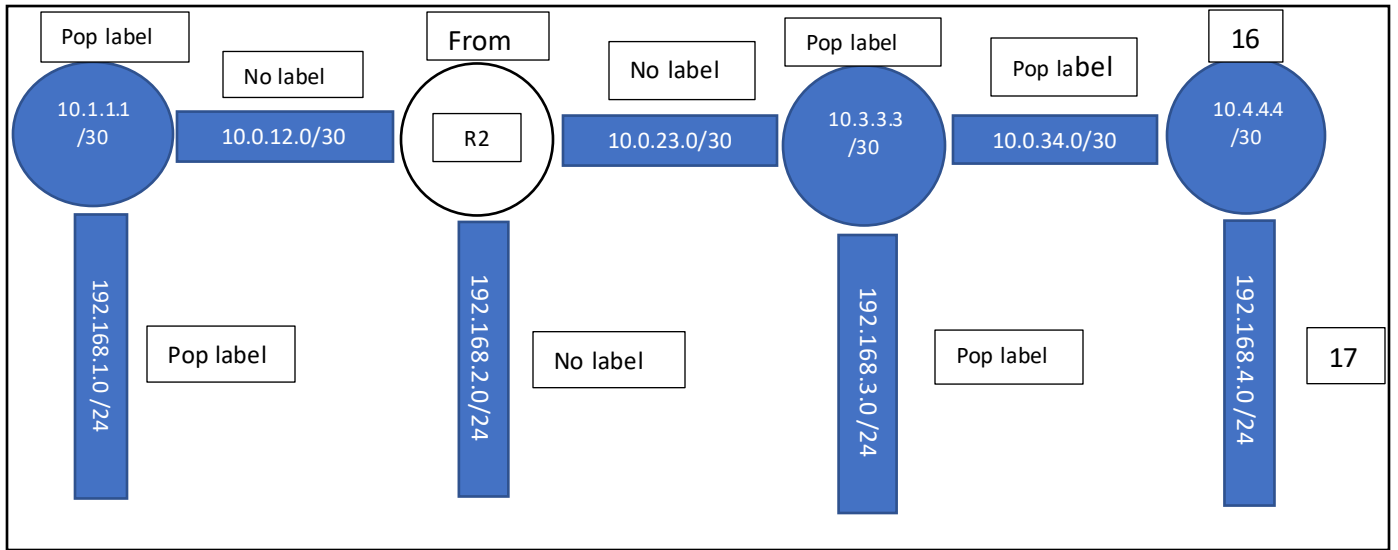 Pop label
From
Pop label
16
No label
No label
Pop label
10.1.1.1
/30
10.0.12.0/30
R2
10.0.23.0/30
10.3.3.3
/30
10.0.34.0/30
10.4.4.4
/30
192.168.1.0 /24
Pop label
192.168.2.0/24
No label
192.168.3.0 /24
Pop label
192.168.4.0 /24
17